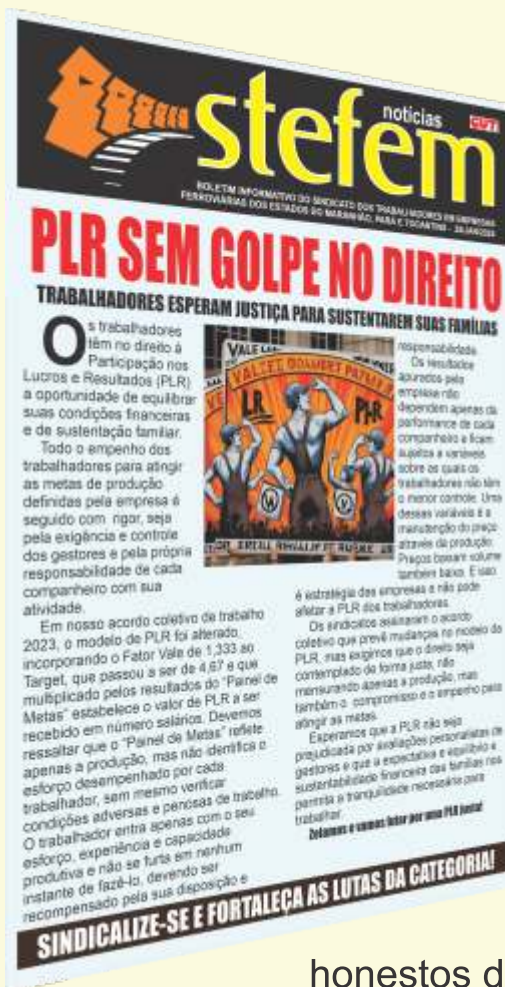 notícias
CUT
stefem
BOLETIM INFORMATIVO DO SINDICATO DOS TRABALHADORES EM EMPRESAS
FERROVIÁRIAS DOS ESTADOS DO MARANHÃO, PARÁ E TOCANTINS -
PLR SEM GOLPE NO DIREITO
TRABALHADORES ESPERAM JUSTIÇA PARA SUSTENTAREM SUAS FAMÍLIAS
Os trabalhadores
têm no direito à
Participação nos
Lucros e Resultados (PLR)
a oportunidade de equilibrar
suas condições financeiras
e de sustentação familiar.
Todo o empenho dos
trabalhadores para atingir
as metas de produção
definidas pela empresa é
seguido com rigor, seja
pela exigência e controle
dos gestores e pela própria
responsabilidade de cada
companheiro com sua
atividade.
Em nosso acordo coletivo de trabalho
2023, o modelo de PLR foi alterado,
incorporando o Fator Vale de 1,333 ao
Target, que passou a ser de 4,67 e que
multiplicado pelos resultados do "Painel de
Metas" estabelece o valor de PLR a ser
recebido em número salários. Devemos
ressaltar que o "Painel de Metas" reflete
apenas a produção, mas não identifica o
esforço desempenhado por cada
trabalhador, sem mesmo verificar
condições adversas e penosas de trabalho.
O trabalhador entra apenas com o seu
esforço, experiência e capacidade
produtiva e não se furta em nenhum
instante de fazê-lo, devendo ser
recompensado pela sua disposição e
VALE
LR
PLR
W
V
responsabilidade.
Os resultados
apurados pela
empresa não
dependem apenas da
performance de cada
companheiro e ficam
sujeitos a variáveis
sobre as quais os
trabalhadores não têm
o menor controle. Uma
dessas variáveis é a
manutenção do preço
através da produção.
Preços baixam volume
também baixa. E isso
é estratégia das empresas e não pode
afetar a PLR dos trabalhadores.
Os sindicatos assinaram o acordo
coletivo que prevê mudanças no modelo da
PLR, mas exigimos que o direito seja
contemplado de forma justa, não
mensurando apenas a produção, mas
também o compromisso e o empenho para
atingir as metas.
Esperamos que a PLR não seja
prejudicada por avaliações personalistas de
gestores e que a expectativa e equilíbrio e
sustentabilidade financeira das famílias nos
permita a tranquilidade necessária para
trabalhar.
Zelamos e vamos lutar por uma PLR justa!
SINDICALIZE-SE E FORTALEÇA AS LUTAS DA CATEGORIA!
honestos d